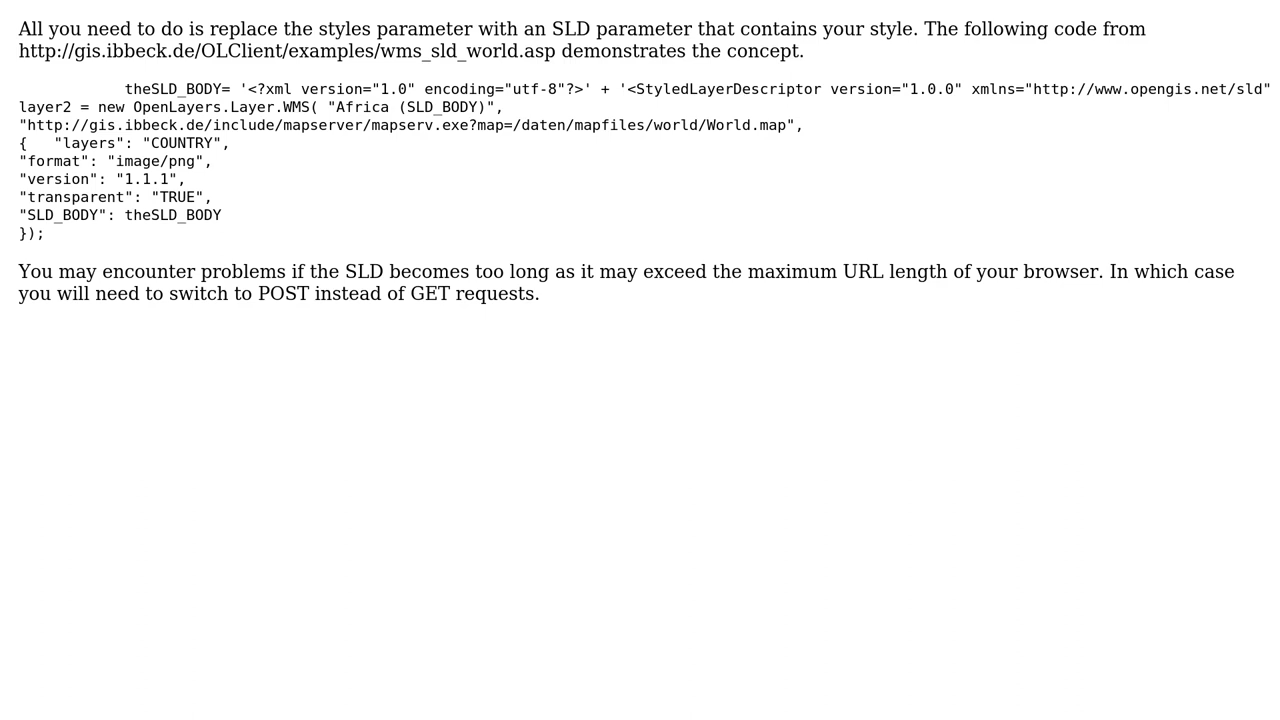 All you need to do is replace the styles parameter with an SLD parameter that contains your style. The following code from
http://gis.ibbeck.de/OLClient/examples/wms_sld_world.asp demonstrates the concept.
theSLD_BODY= '<?xml version="1.0" encoding="utf-8"?>' + '<StyledLayerDescriptor version="1.0.0" xmlns="http://www.opengis.net/sld"
layer2 = new OpenLayers.Layer.WMS( "Africa (SLD_BODY)",
"http://gis.ibbeck.de/include/mapserver/mapserv.exe?map=/daten/mapfiles/world/World.map",
{   "layers": "COUNTRY",
"format": "image/png",
"version": "1.1.1",
"transparent": "TRUE",
"SLD_BODY": theSLD_BODY
});
You may encounter problems if the SLD becomes too long as it may exceed the maximum URL length of your browser. In which case
you will need to switch to POST instead of GET requests.